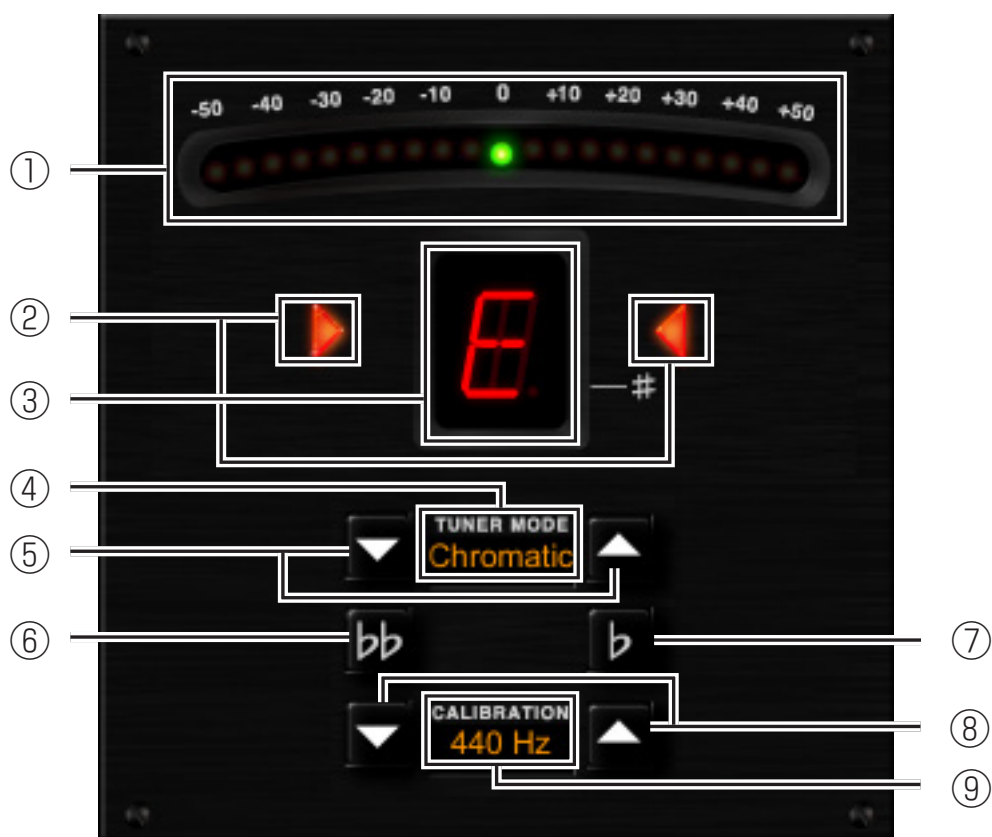 -50 -40 -30 -20 -10 0 +10 +20 +30 +40 +50
①
②
E
③
#
④
TUNER MODE
Chromatic
⑤
⑥
♭♭
♭
⑦
CALIBRATION
440 Hz
⑧
⑨